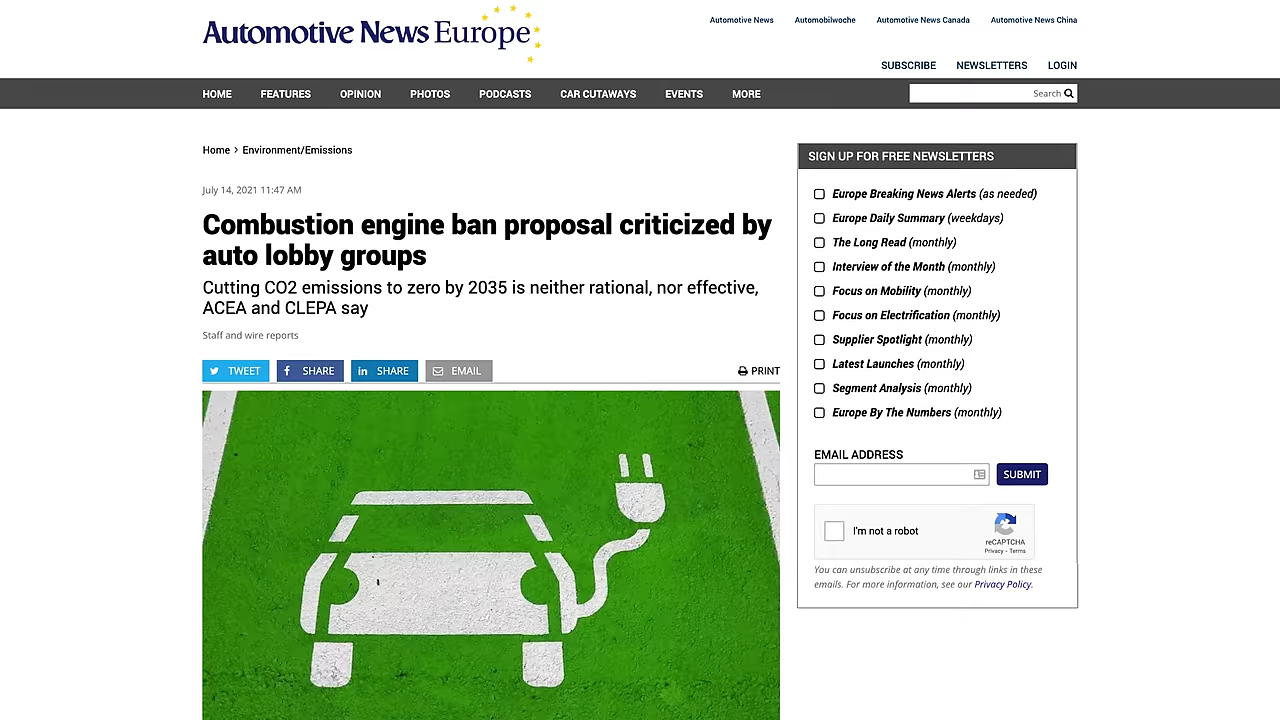 Automotive News Europe
Automotive News Automobilwoche Automotive News Canada Automotive News China
SUBSCRIBE NEWSLETTERS LOGIN
HOME FEATURES OPINION PHOTOS PODCASTS CAR CUTAWAYS EVENTS MORE Search
Home > Environment/Emissions
July 14, 2021 11:47 AM
Combustion engine ban proposal criticized by
auto lobby groups
Cutting CO2 emissions to zero by 2035 is neither rational, nor effective,
ACEA and CLEPA say
Staff and wire reports
TWEET SHARE SHARE EMAIL PRINT
SIGN UP FOR FREE NEWSLETTERS
Europe Breaking News Alerts (as needed)
Europe Daily Summary (weekdays)
The Long Read (monthly)
Interview of the Month (monthly)
Focus on Mobility (monthly)
Focus on Electrification (monthly)
Supplier Spotlight (monthly)
Latest Launches (monthly)
Segment Analysis (monthly)
Europe By The Numbers (monthly)
EMAIL ADDRESS
SUBMIT
I'm not a robot
reCAPTCHA
Privacy - Terms
You can unsubscribe at any time through links in these
emails. For more information, see our Privacy Policy.